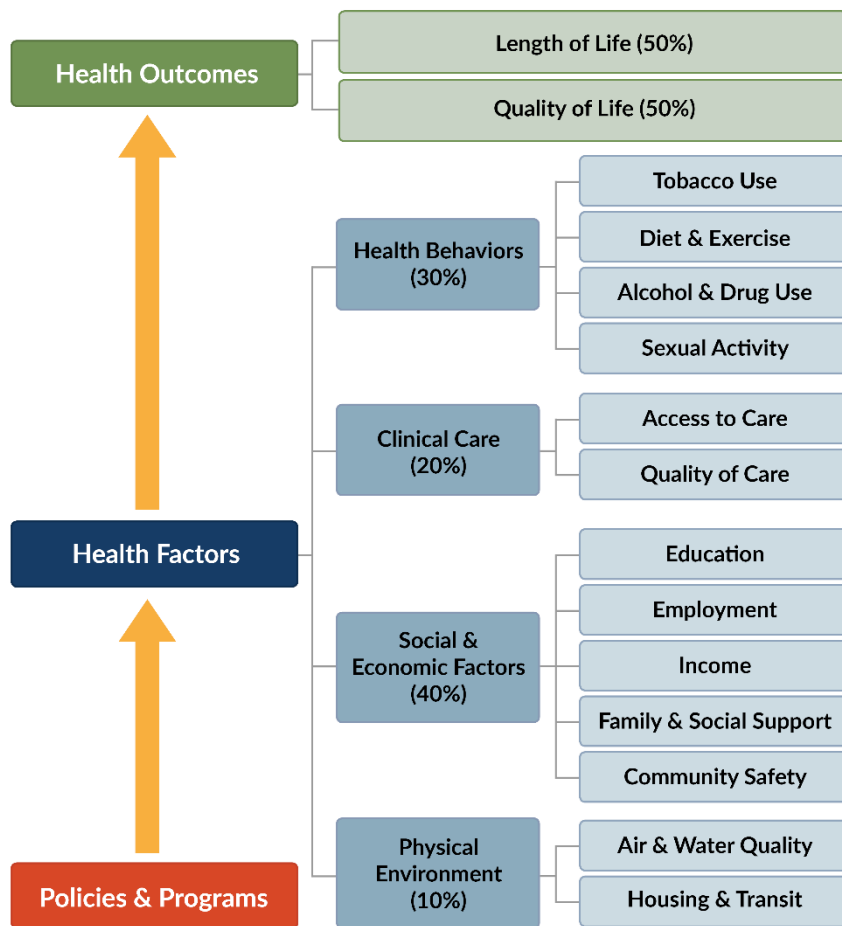 Health Outcomes
Length of Life (50%)
Quality of Life (50%)
Health Factors
Health Behaviors
(30%)
Tobacco Use
Diet & Exercise
Alcohol & Drug Use
Sexual Activity
Clinical Care
(20%)
Access to Care
Quality of Care
Social &
Economic Factors
(40%)
Education
Employment
Income
Family & Social Support
Community Safety
Physical
Environment
(10%)
Air & Water Quality
Housing & Transit
Policies & Programs